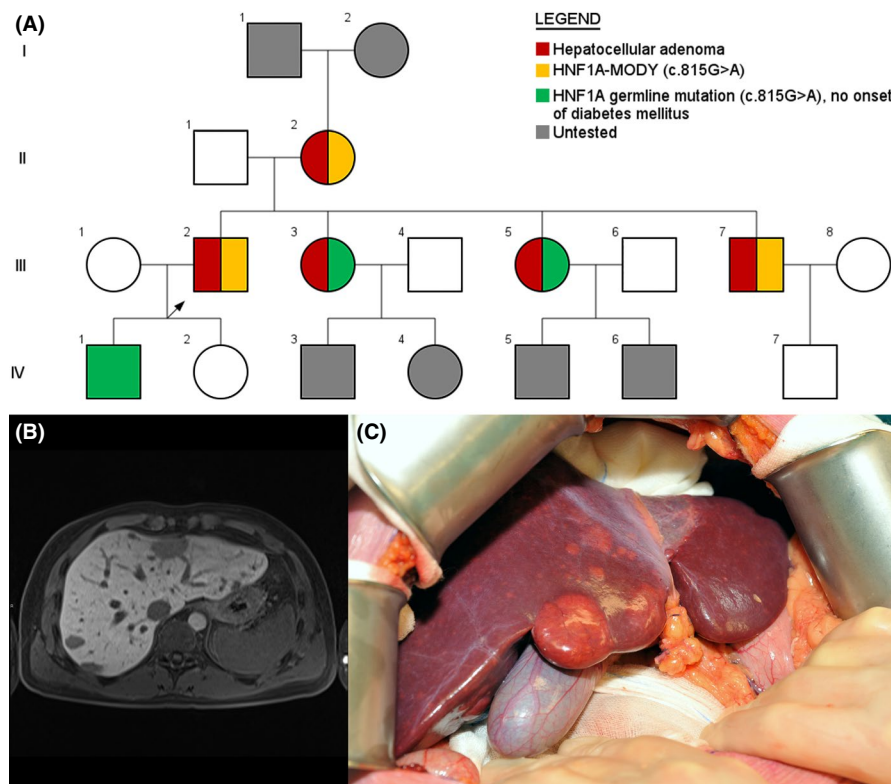 (A)
LEGEND
Hepatocellular adenoma
HNF1A-MODY (c.815G>A)
HNF1A germline mutation (c.815G>A), no onset
of diabetes mellitus
Untested
I
1 2
II
1 2
III
1 2 3 4 5 6 7 8
IV
1 2 3 4 5 6 7
(B)
(C)